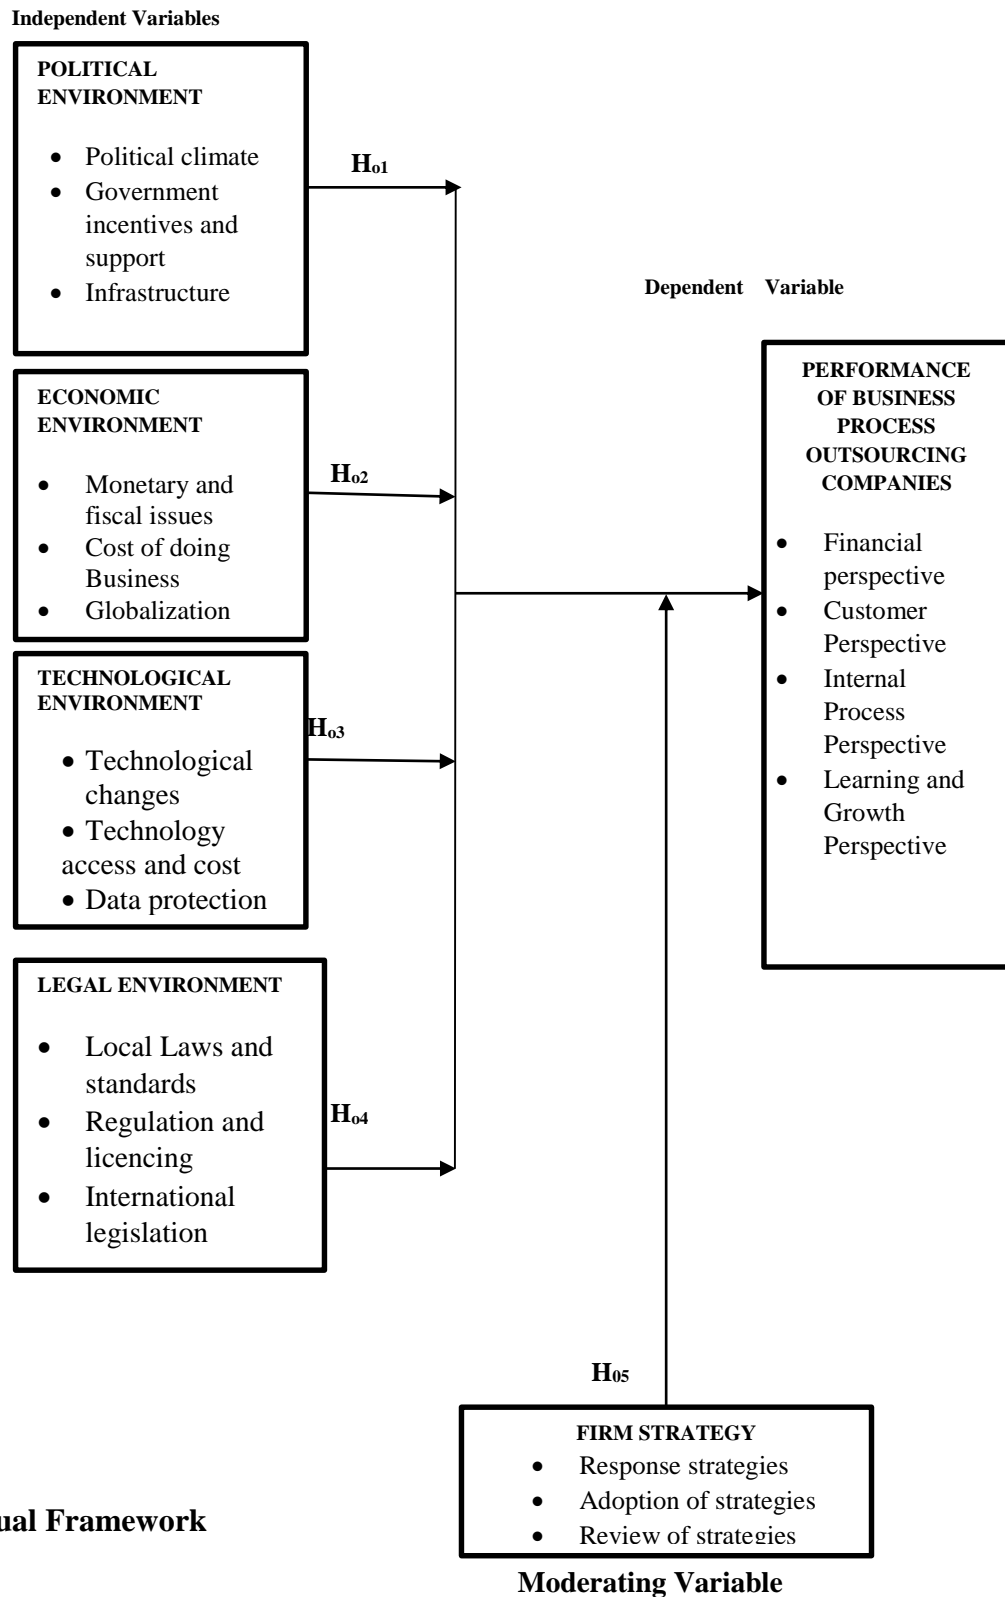 Independent Variables
POLITICAL
ENVIRONMENT
• Political climate
• Government
incentives and
support
• Infrastructure
H₀₁
ECONOMIC
ENVIRONMENT
• Monetary and
fiscal issues
• Cost of doing
Business
• Globalization
Hₒ₂
TECHNOLOGICAL
ENVIRONMENT
• Technological
changes
• Technology
access and cost
• Data protection
Hₒ₃
LEGAL ENVIRONMENT
• Local Laws and
standards
• Regulation and
licencing
• International
legislation
Hₒ₄
Dependent Variable
PERFORMANCE
OF BUSINESS
PROCESS
OUTSOURCING
COMPANIES
• Financial
perspective
• Customer
Perspective
• Internal
Process
Perspective
• Learning and
Growth
Perspective
H₀₅
FIRM STRATEGY
• Response strategies
• Adoption of strategies
• Review of strategies
Moderating Variable
ual Framework